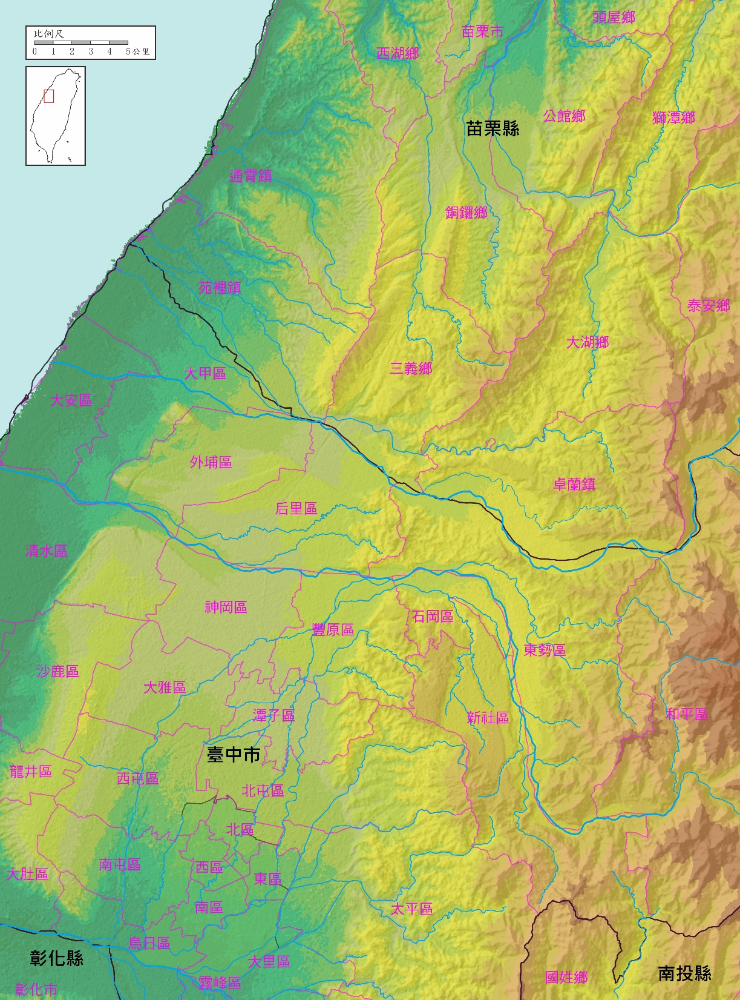 比例尺
0 1 2 3 4 5公里
頭屋鄉
苗栗市
西湖鄉
公館鄉
獅潭鄉
苗栗縣
通霄鎮
銅鑼鄉
苑裡鎮
泰安鄉
大湖鄉
三義鄉
大甲區
大安區
外埔區
卓蘭鎮
后里區
清水區
神岡區
石岡區
豐原區
東勢區
沙鹿區
大雅區
潭子區
新社區
和平區
臺中市
龍井區
西屯區
北屯區
北區
南屯區
西區
大肚區
東區
南區
太平區
烏日區
彰化縣
大里區
南投縣
國姓鄉
霧峰區
彰化市